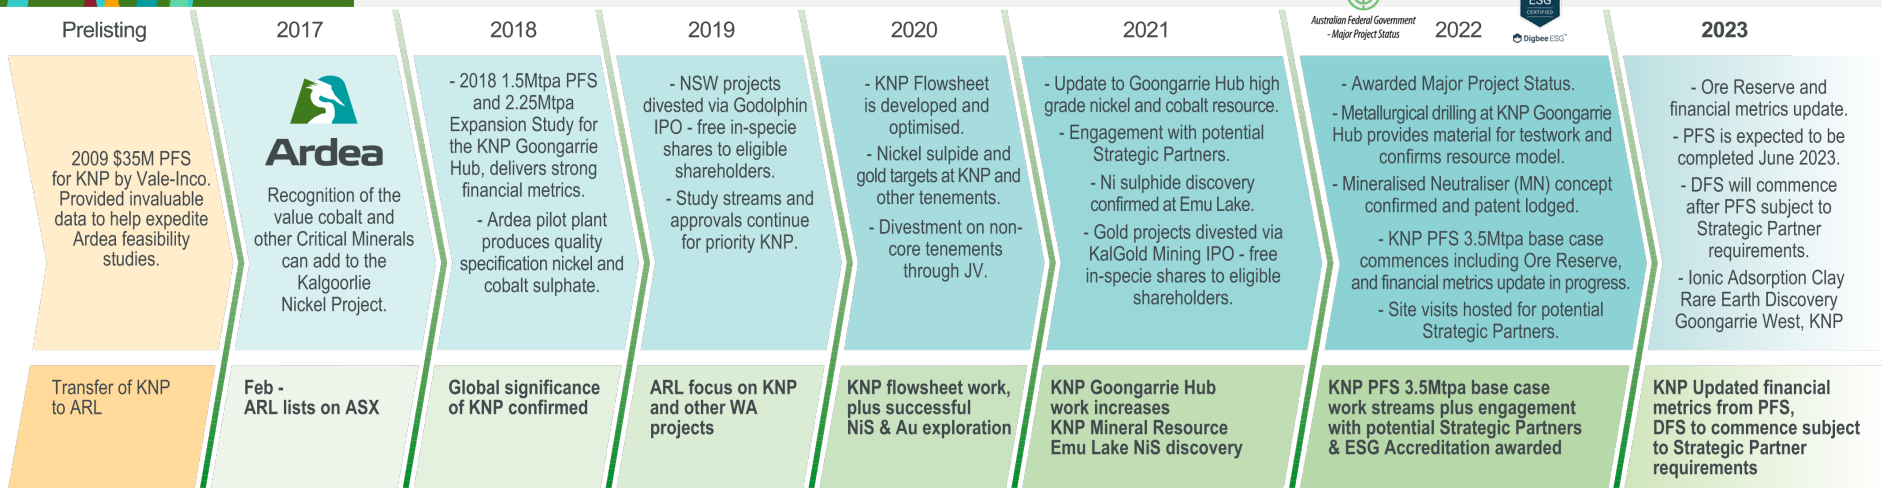 Prelisting
2009 $35M PFS
for KNP by Vale-Inco.
Provided invaluable
data to help expedite
Ardea feasibility
studies.
Transfer of KNP
to ARL
2017
Ardea
Recognition of the
value cobalt and
other Critical Minerals
can add to the
Kalgoorlie
Nickel Project.
Feb -
ARL lists on ASX
2018
- 2018 1.5Mtpa PFS
and 2.25Mtpa
Expansion Study for
the KNP Goongarrie
Hub, delivers strong
financial metrics.
- Ardea pilot plant
produces quality
specification nickel and
cobalt sulphate.
Global significance
of KNP confirmed
2019
- NSW projects
divested via Godolphin
IPO - free in-specie
shares to eligible
shareholders.
- Study streams and
approvals continue
for priority KNP.
ARL focus on KNP
and other WA
projects
2020
- KNP Flowsheet
is developed and
optimised.
- Nickel sulpide and
gold targets at KNP and
other tenements.
- Divestment on non-
core tenements
through JV.
KNP flowsheet work,
plus successful
NiS & Au exploration
2021
- Update to Goongarrie Hub high
grade nickel and cobalt resource.
- Engagement with potential
Strategic Partners.
- Ni sulphide discovery
confirmed at Emu Lake.
- Gold projects divested via
KalGold Mining IPO - free
in-specie shares to eligible
shareholders.
KNP Goongarrie Hub
work increases
KNP Mineral Resource
Emu Lake NiS discovery
Australian Federal Government
- Major Project Status
2022
ESG
CERTIFIED
Digbee ESG™
- Awarded Major Project Status.
- Metallurgical drilling at KNP Goongarrie
Hub provides material for testwork and
confirms resource model.
- Mineralised Neutraliser (MN) concept
confirmed and patent lodged.
- KNP PFS 3.5Mtpa base case
commences including Ore Reserve,
and financial metrics update in progress.
- Site visits hosted for potential
Strategic Partners.
KNP PFS 3.5Mtpa base case
work streams plus engagement
with potential Strategic Partners
& ESG Accreditation awarded
2023
- Ore Reserve and
financial metrics update.
- PFS is expected to be
completed June 2023.
- DFS will commence
after PFS subject to
Strategic Partner
requirements.
- Ionic Adsorption Clay
Rare Earth Discovery
Goongarrie West, KNP
KNP Updated financial
metrics from PFS,
DFS to commence subject
to Strategic Partner
requirements